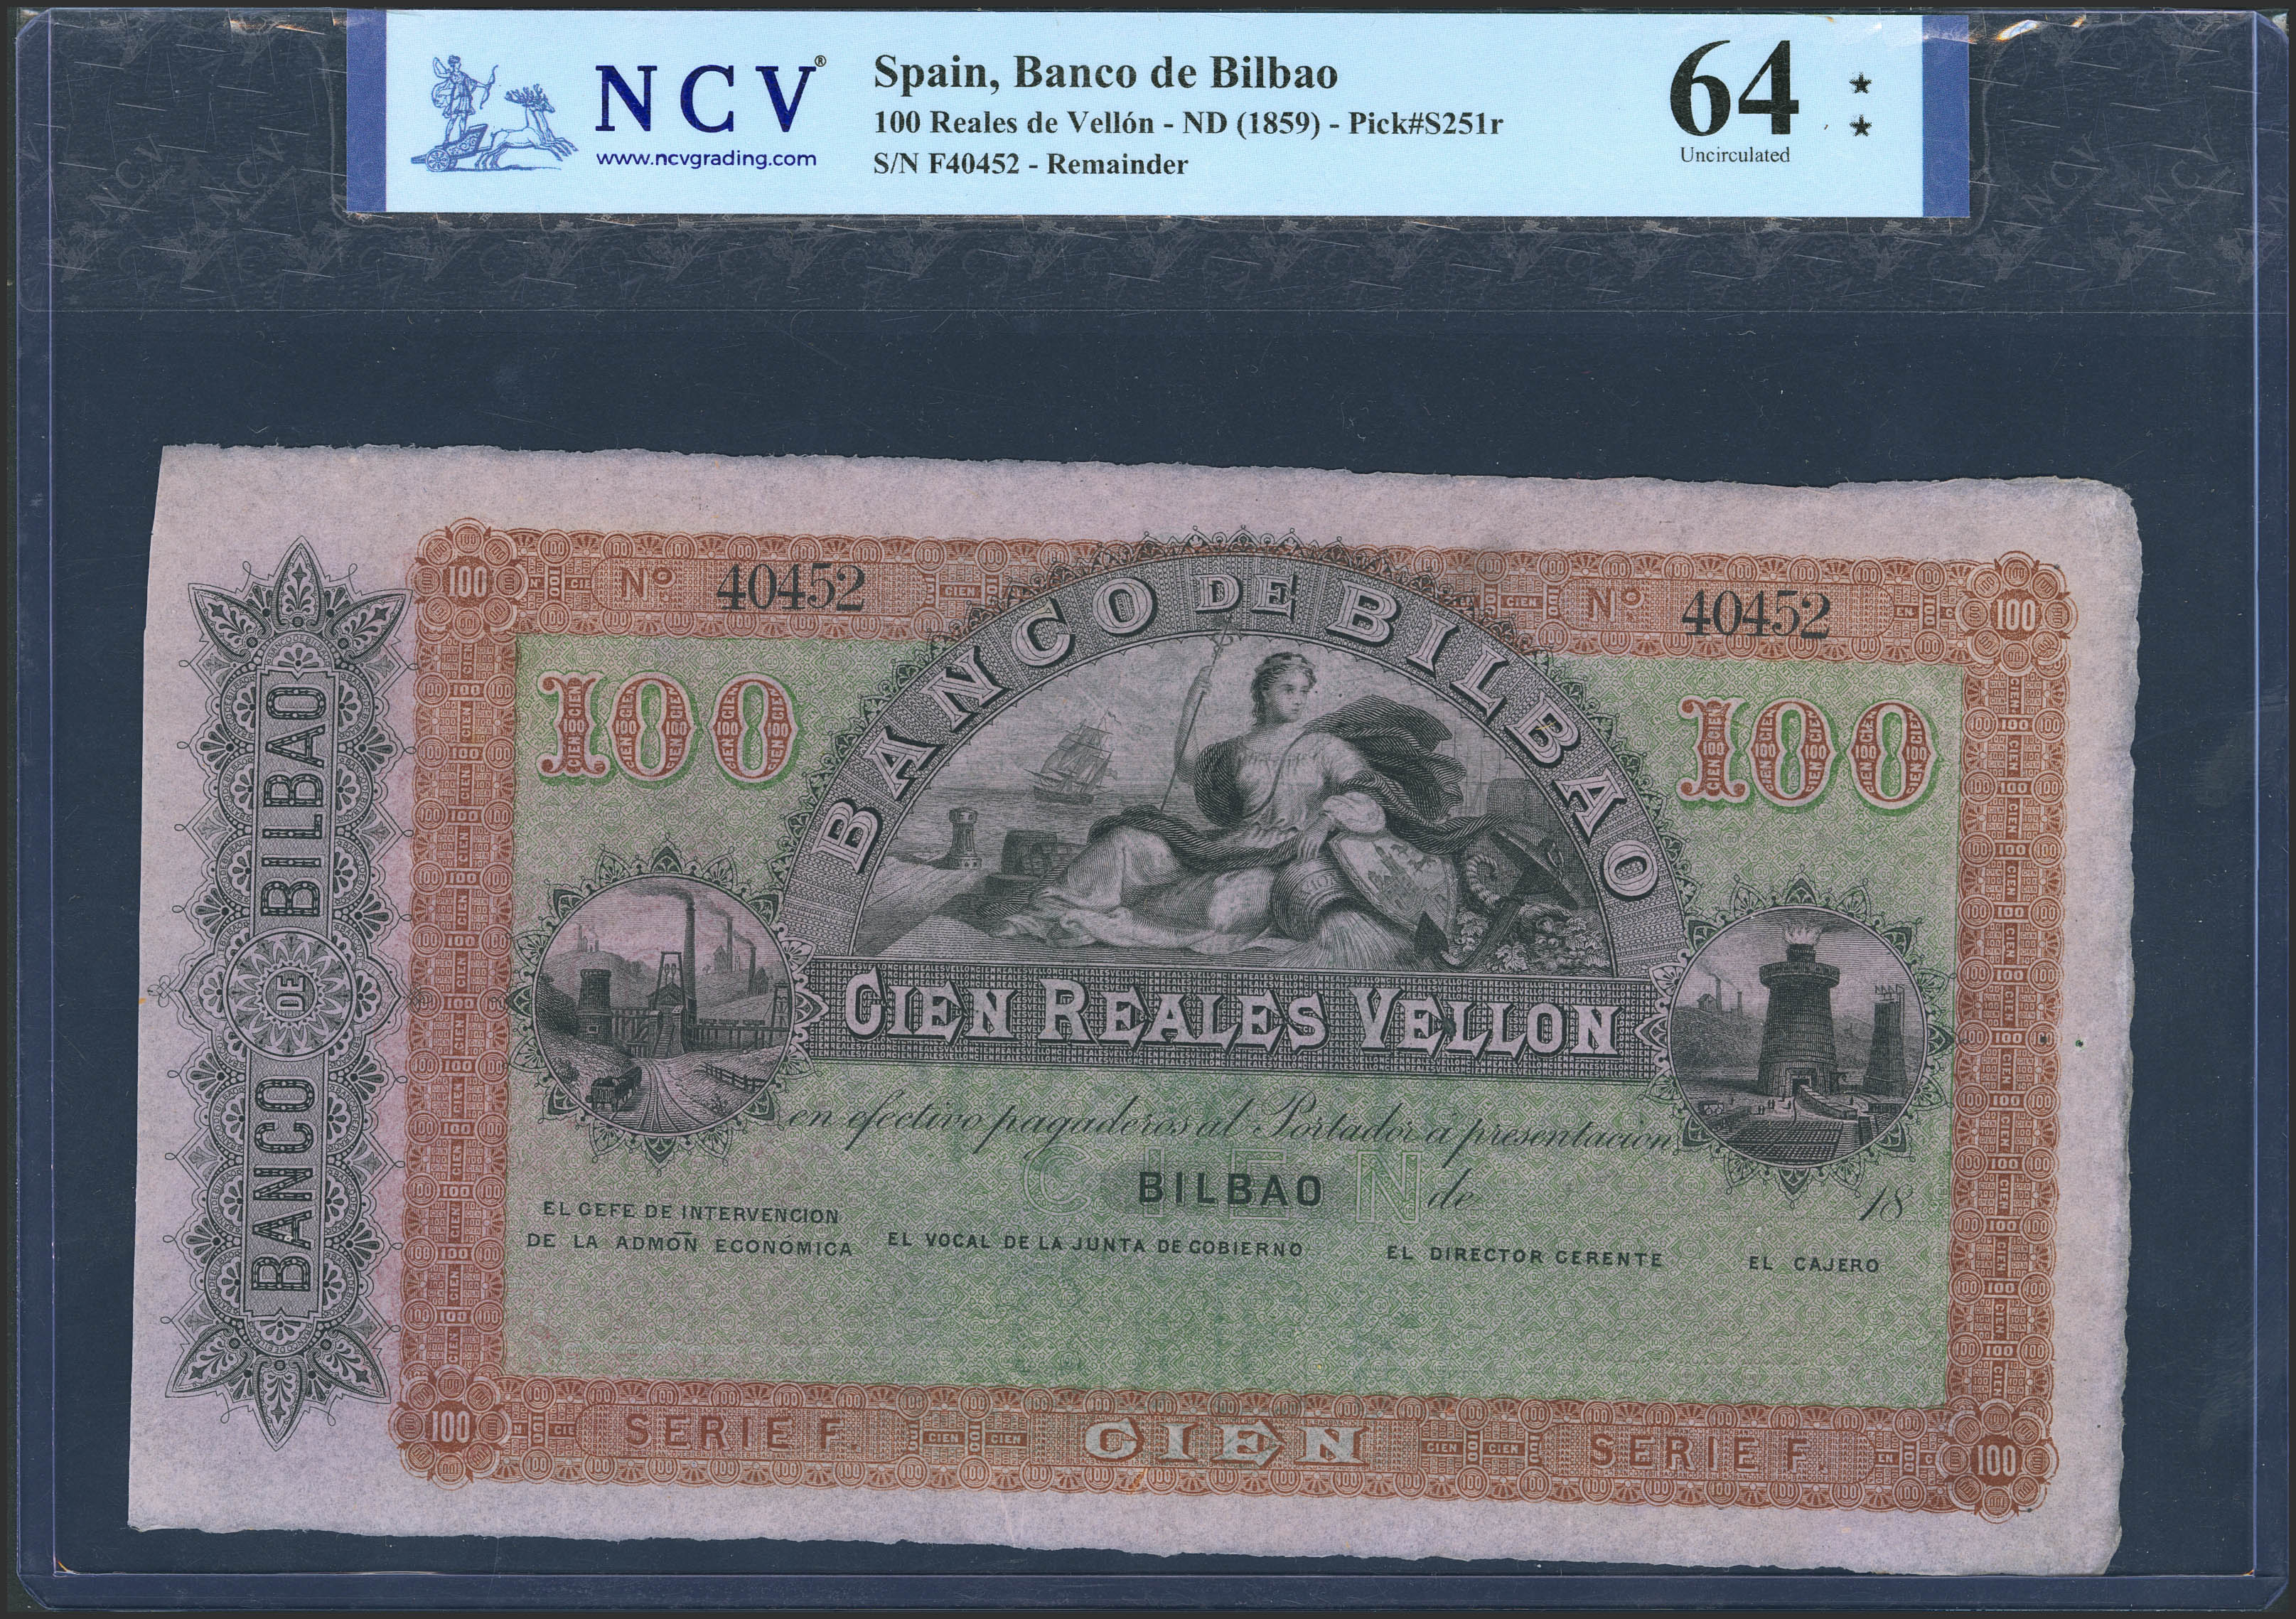 NCV®
www.ncvgrading.com
Spain, Banco de Bilbao
100 Reales de Vellón - ND (1859) - Pick#S251r
S/N F40452 - Remainder
64
Uncirculated
BANCO DE BILBAO
100
Nº 40452
Nº 40452
100
100
BANCO DE BILBAO
100
CIEN REALES VELLON
en efectivo pagaderos al Portador á presentacion
CIEN
BILBAO de 18
EL GEFE DE INTERVENCION
DE LA ADMON ECONÓMICA
EL VOCAL DE LA JUNTA DE GOBIERNO
EL DIRECTOR GERENTE
EL CAJERO
100
SERIE F.
CIEN
SERIE F.
100